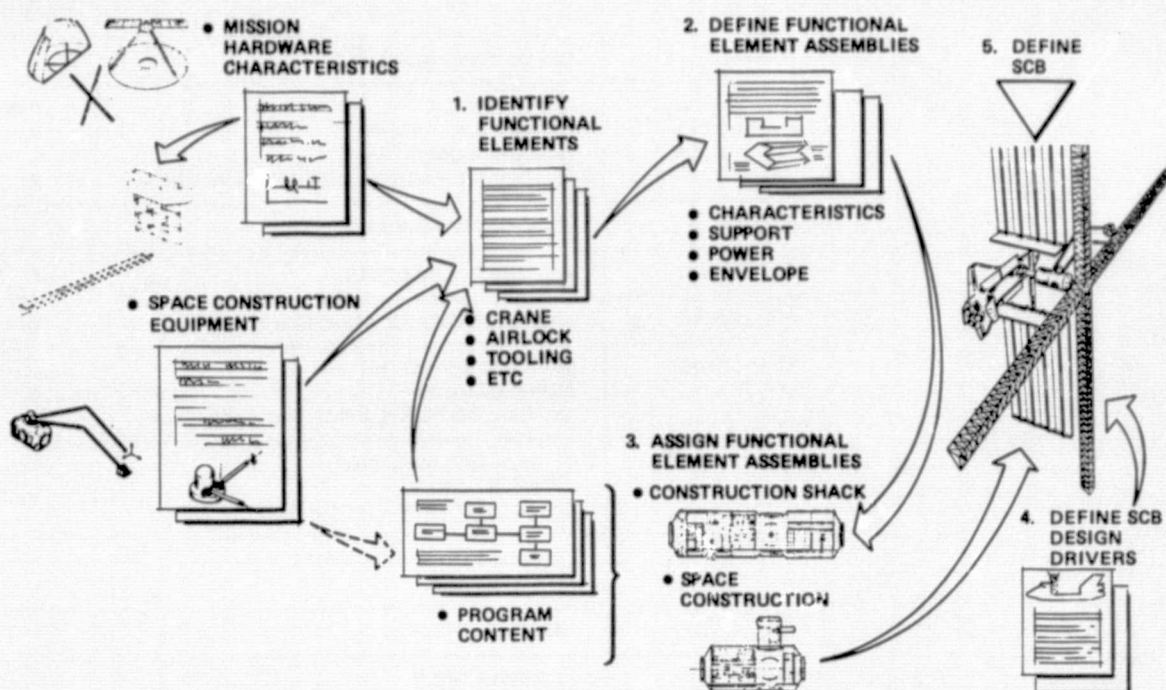 • MISSION
HARDWARE
CHARACTERISTICS
1. IDENTIFY
FUNCTIONAL
ELEMENTS
• CRANE
• AIRLOCK
• TOOLING
• ETC
2. DEFINE FUNCTIONAL
ELEMENT ASSEMBLIES
• CHARACTERISTICS
• SUPPORT
• POWER
• ENVELOPE
5. DEFINE
SCB
• SPACE CONSTRUCTION
EQUIPMENT
• PROGRAM
CONTENT
3. ASSIGN FUNCTIONAL
ELEMENT ASSEMBLIES
• CONSTRUCTION SHACK
• SPACE
CONSTRUCTION
4. DEFINE SCB
DESIGN
DRIVERS